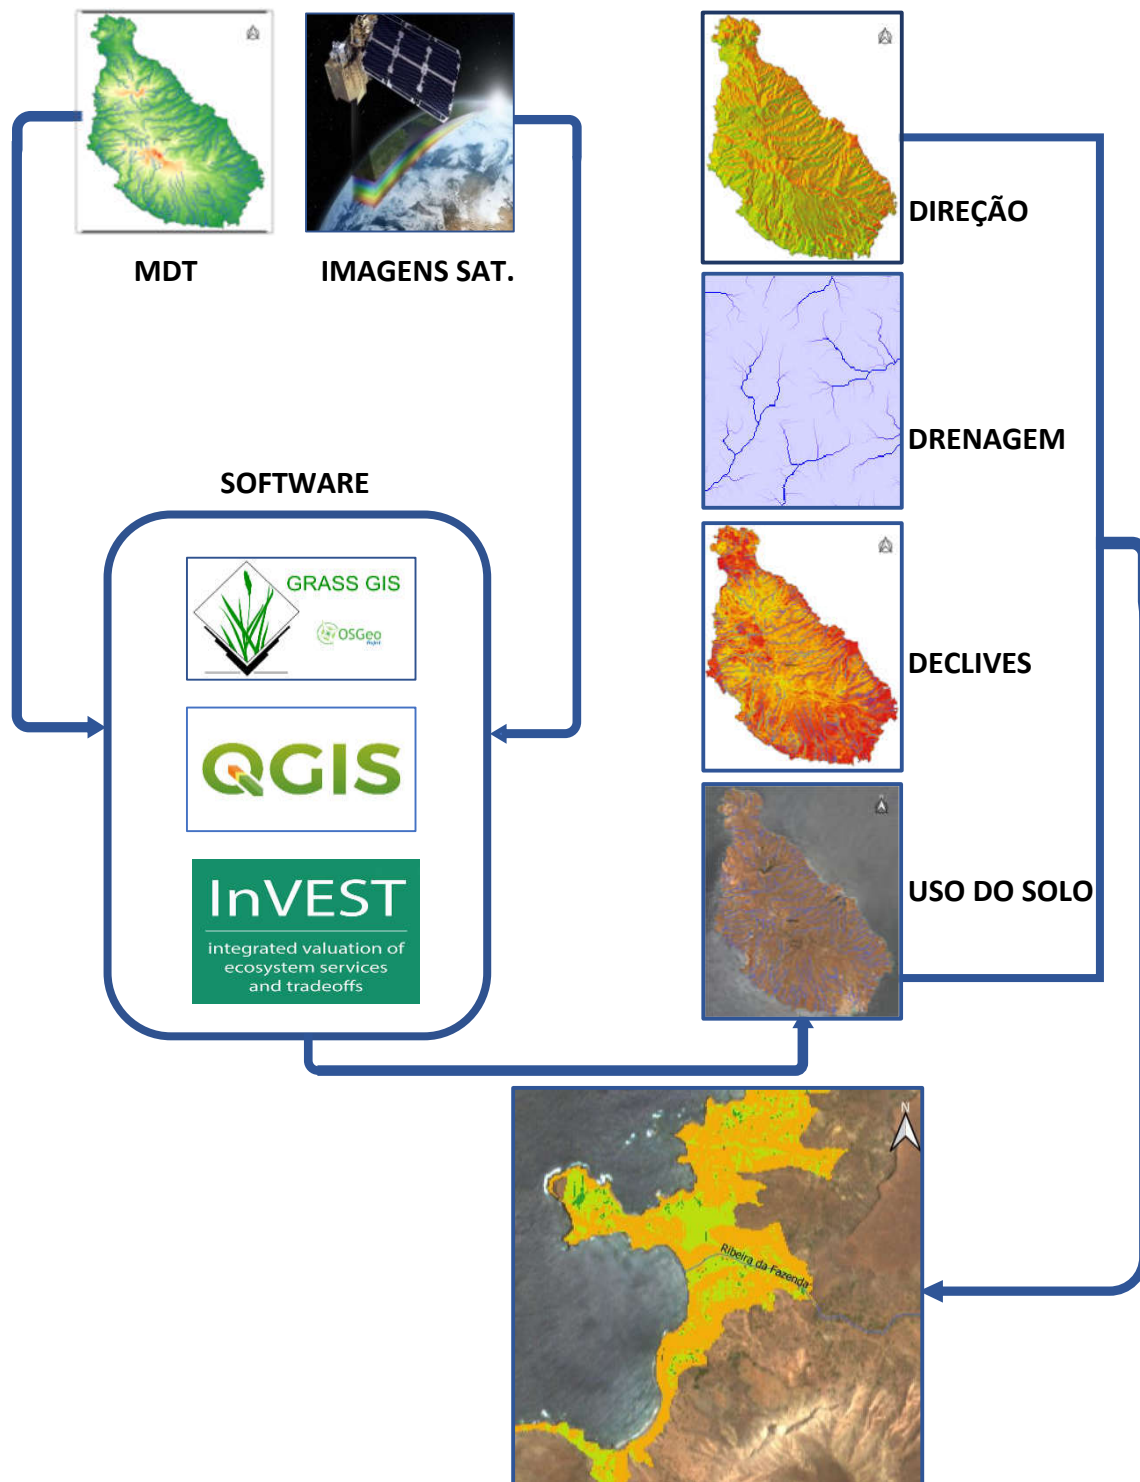 MDT
IMAGENS SAT.
SOFTWARE
GRASS GIS
OSGeo
QGIS
InVEST
integrated valuation of
ecosystem services
and tradeoffs
DIREÇÃO
DRENAGEM
DECLIVES
USO DO SOLO
N
Ribeira da Fazenda